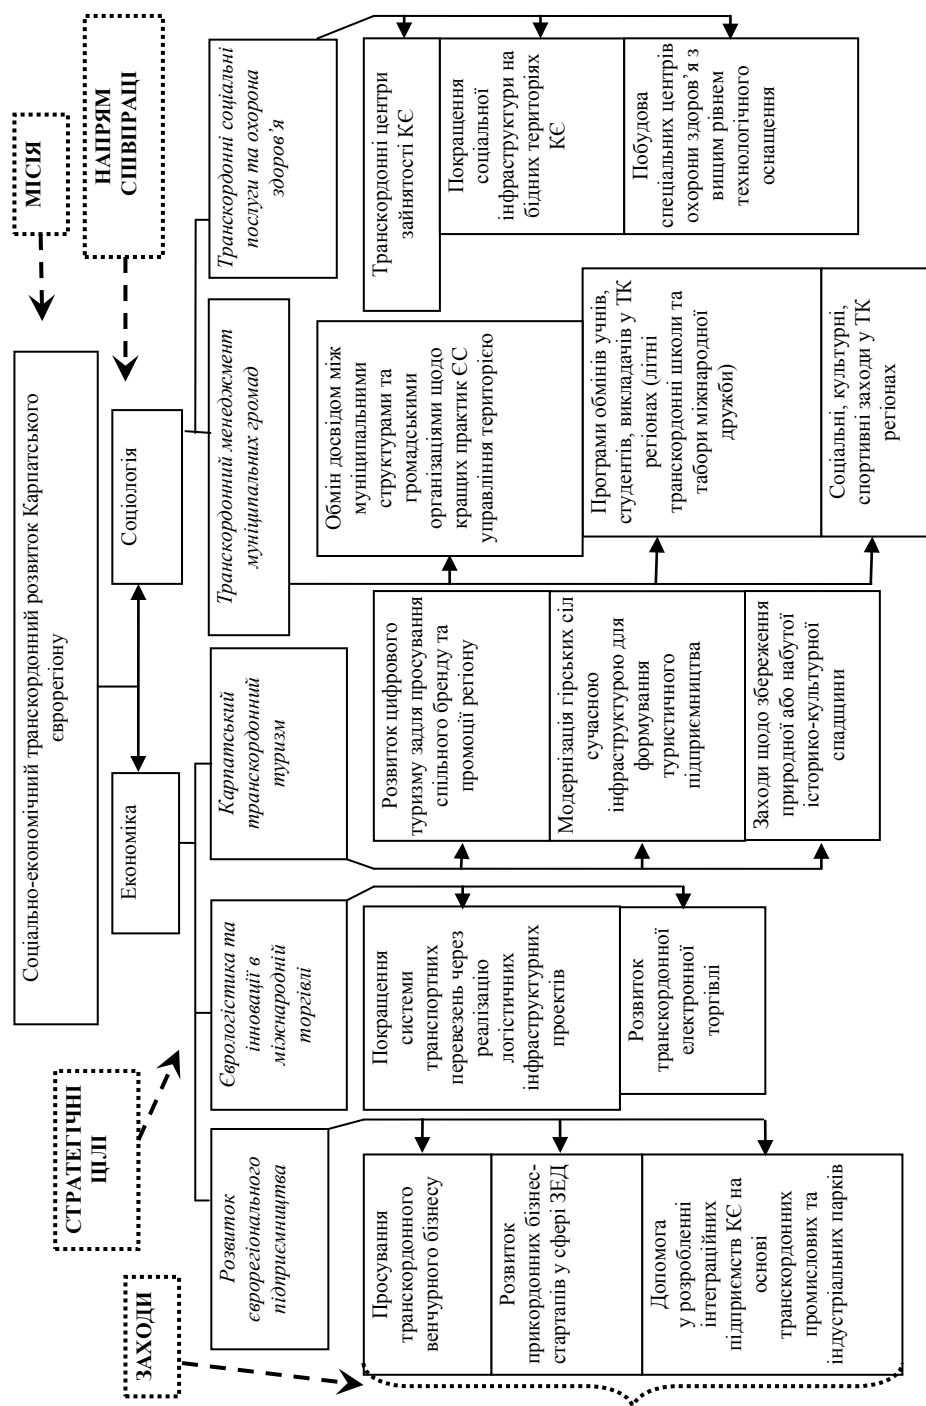 МІСІЯ
НАПРЯМ
СПІВПРАЦІ
СТРАТЕГІЧНІ
ЦІЛІ
ЗАХОДИ
Соціально-економічний транскордонний розвиток Карпатського
єврорегіону
Економіка
Соціологія
Розвиток
єврорегіонального
підприємництва
Єврологістика та
інновації в
міжнародній
торгівлі
Карпатський
транскордонний
туризм
Транскордонний менеджмент
муніципальних громад
Транскордонні соціальні
послуги та охорона
здоров’я
Просування
транскордонного
венчурного бізнесу
Розвиток
прикордонних бізнес-
стартапів у сфері ЗЕД
Допомога
у розробленні
інтеграційних
підприємств КЄ на
основі
транскордонних
промислових та
індустріальних парків
Покращення
системи
транспортних
перевезень через
реалізацію
логістичних
інфраструктурних
проектів
Розвиток
транскордонної
електронної
торгівлі
Розвиток цифрового
туризму задля просування
спільного бренду та
промоції регіону
Модернізація гірських сіл
сучасною
інфраструктурою для
формування
туристичного
підприємництва
Заходи щодо збереження
природної або набутої
історико-культурної
спадщини
Обмін досвідом між
муніципальними
структурами та
громадськими
організаціями щодо
кращих практик ЄС
управління територією
Програми обмінів учнів,
студентів, викладачів у ТК
регіонах (літні
транскордонні школи та
табори міжнародної
дружби)
Соціальні, культурні,
спортивні заходи у ТК
регіонах
Транскордонні центри
зайнятості КЄ
Покращення
соціальної
інфраструктури на
бідних територіях
КЄ
Побудова
спеціальних центрів
охорони здоров’я з
вищим рівнем
технологічного
оснащення